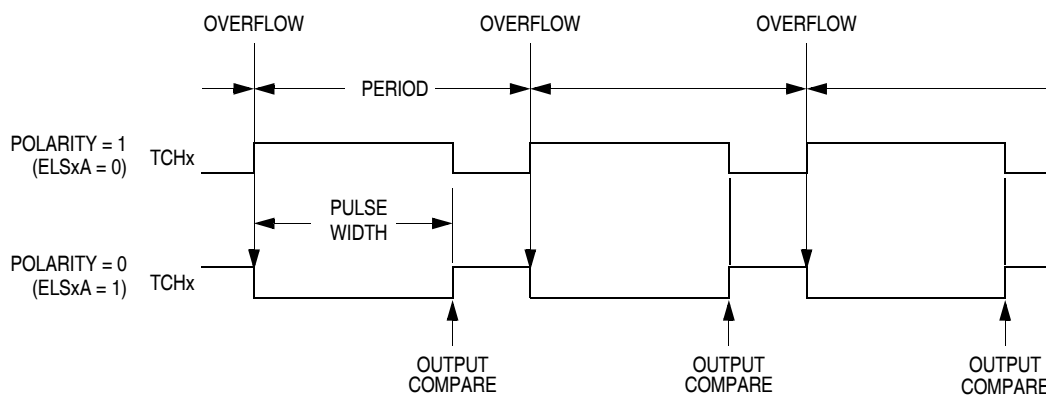 OVERFLOW OVERFLOW OVERFLOW
PERIOD
POLARITY = 1
(ELSxA = 0)
TCHx
PULSE
WIDTH
POLARITY = 0
(ELSxA = 1)
TCHx
OUTPUT
COMPARE
OUTPUT
COMPARE
OUTPUT
COMPARE